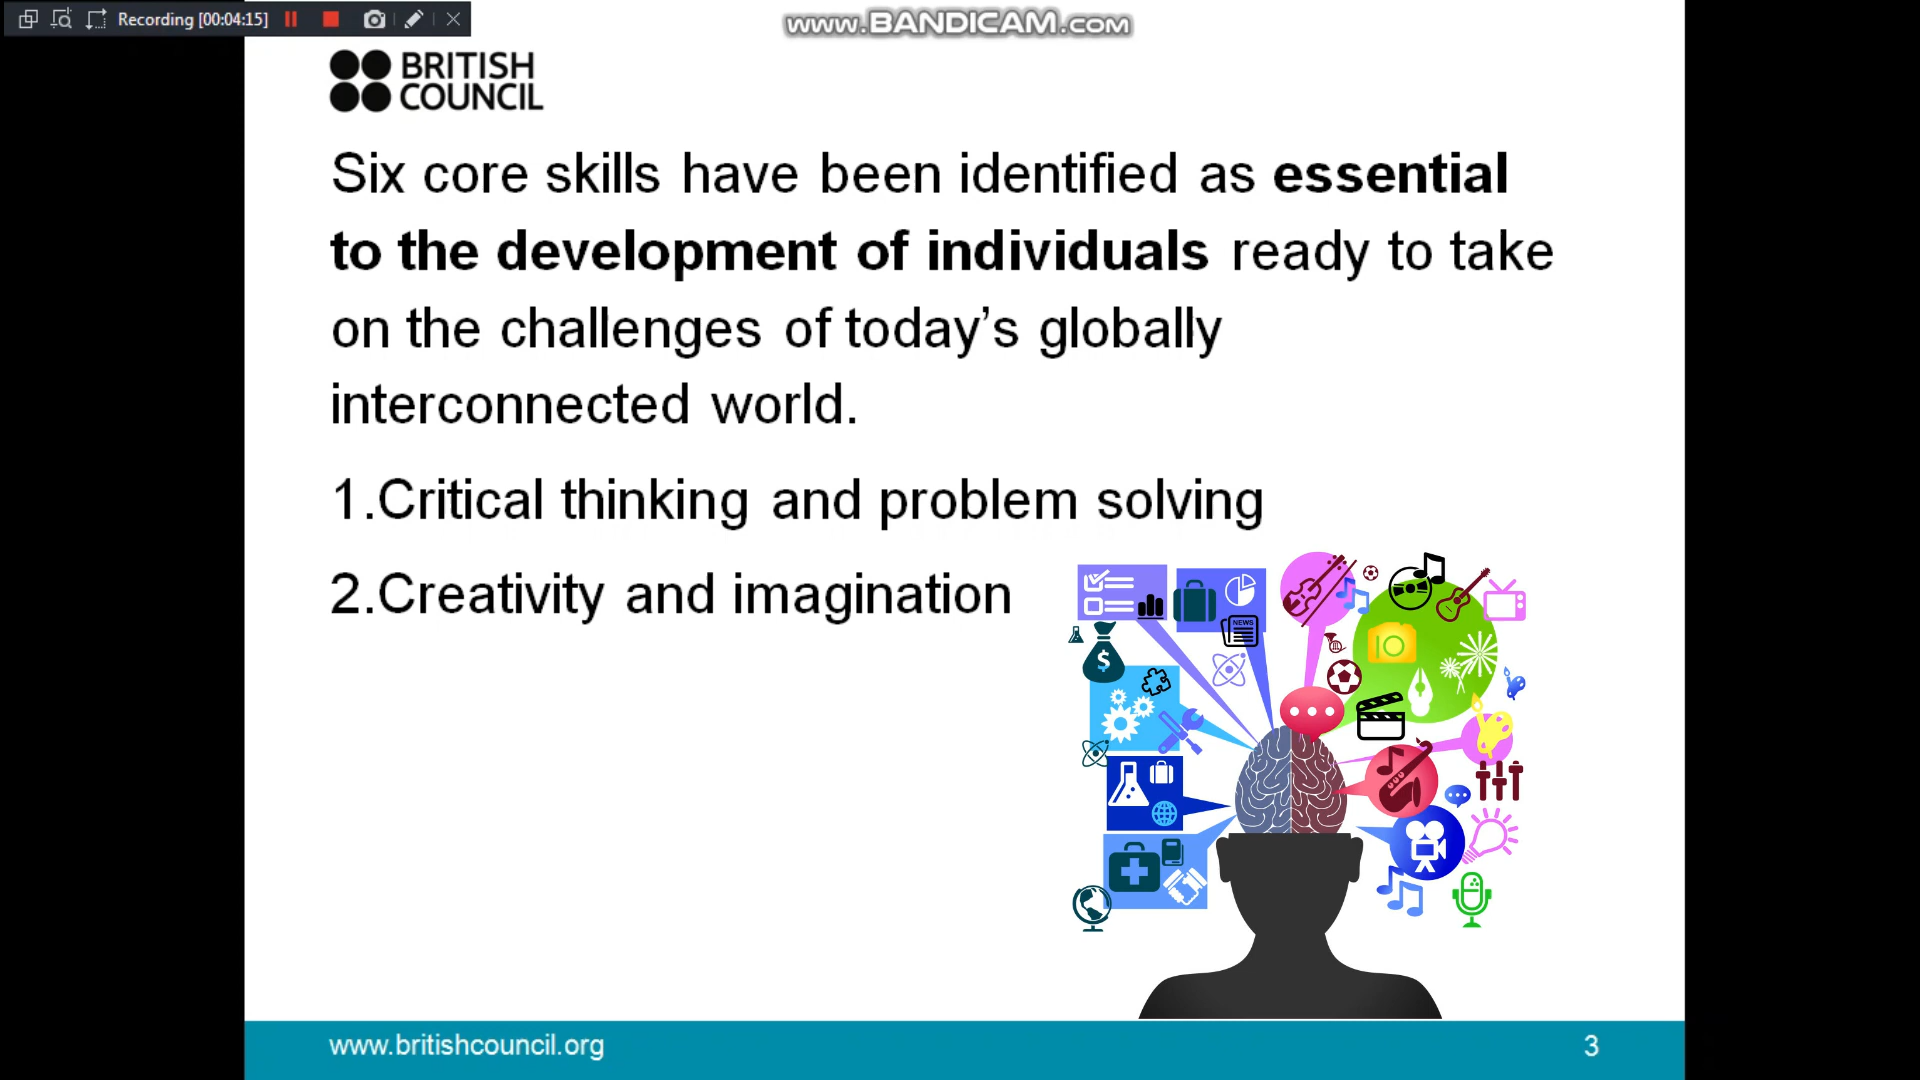 Recording [00:04:15]
www.BANDICAM.com
BRITISH
COUNCIL
Six core skills have been identified as essential
to the development of individuals ready to take
on the challenges of today’s globally
interconnected world.
1.Critical thinking and problem solving
2.Creativity and imagination
NEWS
$
www.britishcouncil.org
3